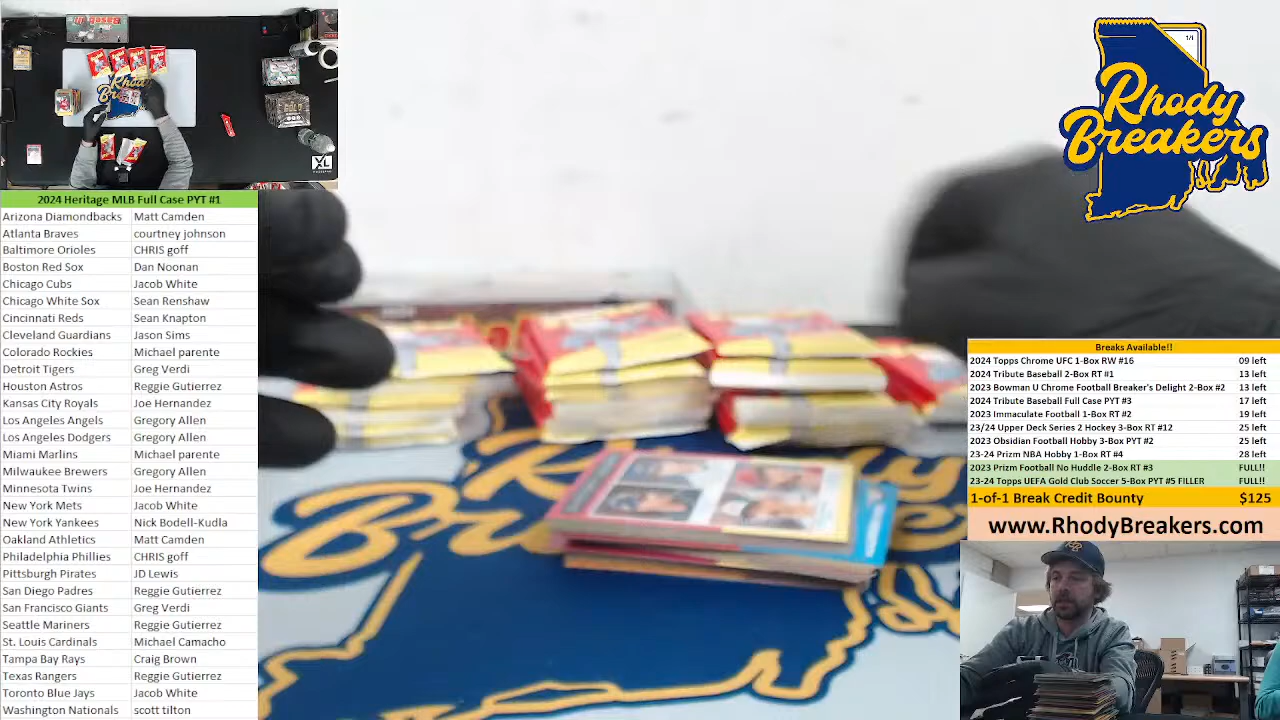 2024 Heritage MLB Full Case PYT #1
Arizona Diamondbacks Matt Camden
Atlanta Braves courtney johnson
Baltimore Orioles CHRIS goff
Boston Red Sox Dan Noonan
Chicago Cubs Jacob White
Chicago White Sox Sean Renshaw
Cincinnati Reds Sean Knapton
Cleveland Guardians Jason Sims
Colorado Rockies Michael parente
Detroit Tigers Greg Verdi
Houston Astros Reggie Gutierrez
Kansas City Royals Joe Hernandez
Los Angeles Angels Gregory Allen
Los Angeles Dodgers Gregory Allen
Miami Marlins Michael parente
Milwaukee Brewers Gregory Allen
Minnesota Twins Joe Hernandez
New York Mets Jacob White
New York Yankees Nick Bodell-Kudla
Oakland Athletics Matt Camden
Philadelphia Phillies CHRIS goff
Pittsburgh Pirates JD Lewis
San Diego Padres Reggie Gutierrez
San Francisco Giants Greg Verdi
Seattle Mariners Reggie Gutierrez
St. Louis Cardinals Michael Camacho
Tampa Bay Rays Craig Brown
Texas Rangers Reggie Gutierrez
Toronto Blue Jays Jacob White
Washington Nationals scott tilton
XL
1/1
Rhody
Breakers
Breaks Available!!
2024 Topps Chrome UFC 1-Box RW #16 09 left
2024 Tribute Baseball 2-Box RT #1 13 left
2023 Bowman U Chrome Football Breaker's Delight 2-Box #2 13 left
2024 Tribute Baseball Full Case PYT #3 17 left
2023 Immaculate Football 1-Box RT #2 19 left
23/24 Upper Deck Series 2 Hockey 3-Box RT #12 25 left
2023 Obsidian Football Hobby 3-Box PYT #2 25 left
23-24 Prizm NBA Hobby 1-Box RT #4 28 left
2023 Prizm Football No Huddle 2-Box RT #3 FULL!!
23-24 Topps UEFA Gold Club Soccer 5-Box PYT #5 FILLER FULL!!
1-of-1 Break Credit Bounty $125
www.RhodyBreakers.com